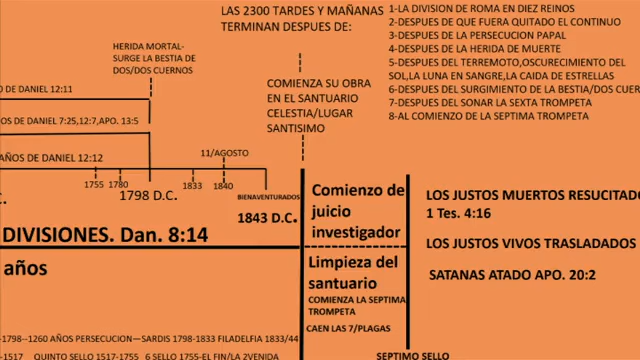 LAS 2300 TARDES Y MAÑANAS
TERMINAN DESPUES DE:
1-LA DIVISION DE ROMA EN DIEZ REINOS
2-DESPUES DE QUE FUERA QUITADO EL CONTINUO
3-DESPUES DE LA PERSECUCION PAPAL
4-DESPUES DE LA HERIDA DE MUERTE
5-DESPUES DEL TERREMOTO,OSCURECIMIENTO DEL
SOL,LA LUNA EN SANGRE,LA CAIDA DE ESTRELLAS
6-DESPUES DEL SURGIMIENTO DE LA BESTIA/DOS CUER
7-DESPUES DEL SONAR LA SEXTA TROMPETA
8-AL COMIENZO DE LA SEPTIMA TROMPETA
HERIDA MORTAL-
SURGE LA BESTIA DE
DOS/DOS CUERNOS
COMIENZA SU OBRA
EN EL SANTUARIO
CELESTIA/LUGAR
SANTISIMO
O DE DANIEL 12:11
OS DE DANIEL 7:25,12:7,APO. 13:5
AÑOS DE DANIEL 12:12
11/AGOSTO
1755 1780
1798 D.C.
1833 1840
BIENAVENTURADOS
1843 D.C.
C.
DIVISIONES. Dan. 8:14
años
Comienzo de
juicio
investigador
Limpieza del
santuario
COMIENZA LA SEPTIMA
TROMPETA
CAEN LAS 7/PLAGAS
LOS JUSTOS MUERTOS RESUCITADO
1 Tes. 4:16
LOS JUSTOS VIVOS TRASLADADOS
SATANAS ATADO APO. 20:2
-1798--1260 AÑOS PERSECUCION—SARDIS 1798-1833 FILADELFIA 1833/44
-1517 QUINTO SELLO 1517-1755 6 SELLO 1755-EL FIN/LA 2VENIDA
SEPTIMO SELLO